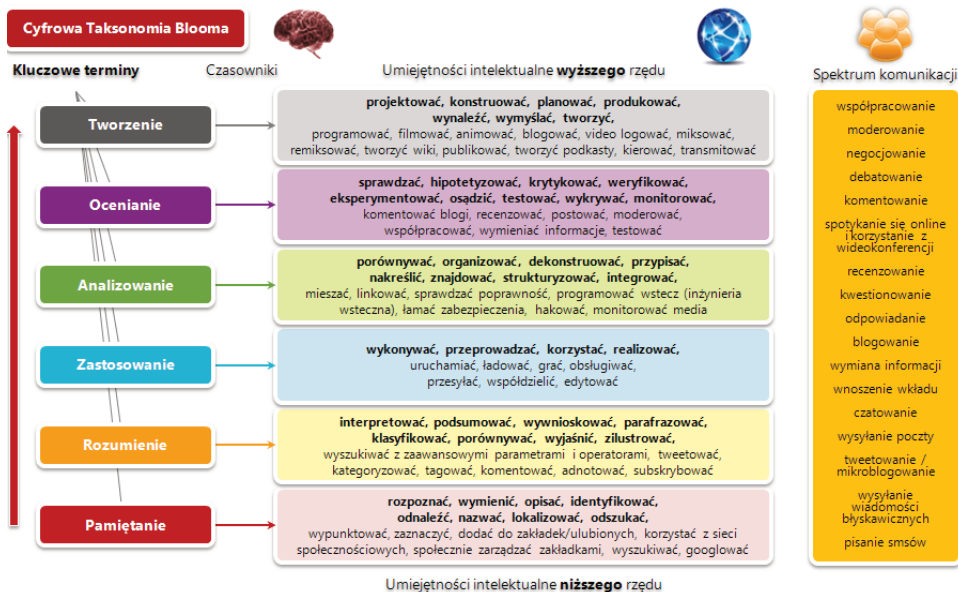 Cyfrowa Taksonomia Blooma
Kluczowe terminy
Czasowniki
Umiejętności intelektualne wyższego rzędu
Spektrum komunikacji
Tworzenie
projektować, konstruować, planować, produkować,
wynaleźć, wymyślać, tworzyć,
programować, filmować, animować, blogować, video logować, miksować,
remiksować, tworzyć wiki, publikować, tworzyć podkasty, kierować, transmitować
Ocenianie
sprawdzać, hipotetyzować, krytykować, weryfikować,
eksperymentować, osądzić, testować, wykrywać, monitorować,
komentować blogi, recenzować, postować, moderować,
współpracować, wymieniać informacje, testować
Analizowanie
porównywać, organizować, dekonstruować, przypisać,
nakreślić, znajdować, strukturyzować, integrować,
mieszać, linkować, sprawdzać poprawność, programować wstecz (inżynieria
wsteczna), łamać zabezpieczenia, hakować, monitorować media
Zastosowanie
wykonywać, przeprowadzać, korzystać, realizować,
uruchamiać, ładować, grać, obsługiwać,
przesyłać, współdzielić, edytować
Rozumienie
interpretować, podsumować, wywnioskować, parafrazować,
klasyfikować, porównywać, wyjaśnić, zilustrować,
wyszukiwać z zaawansowymi parametrami i operatorami, tweetować,
kategoryzować, tagować, komentować, adnotować, subskrybować
Pamiętanie
rozpoznać, wymienić, opisać, identyfikować,
odnaleźć, nazwać, lokalizować, odszukać,
wypunktować, zaznaczyć, dodać do zakładek/ulubionych, korzystać z sieci
społecznościowych, społecznie zarządzać zakładkami, wyszukiwać, googlować
Umiejętności intelektualne niższego rzędu
współpracowanie
moderowanie
negocjowanie
debatowanie
komentowanie
spotykanie się online
i korzystanie z
wideokonferencji
recenzowanie
kwestionowanie
odpowiadanie
blogowanie
wymiana informacji
wnoszenie wkładu
czatowanie
wysyłanie poczty
tweetowanie /
mikroblogowanie
wysyłanie
wiadomości
błyskawicznych
pisanie smsów